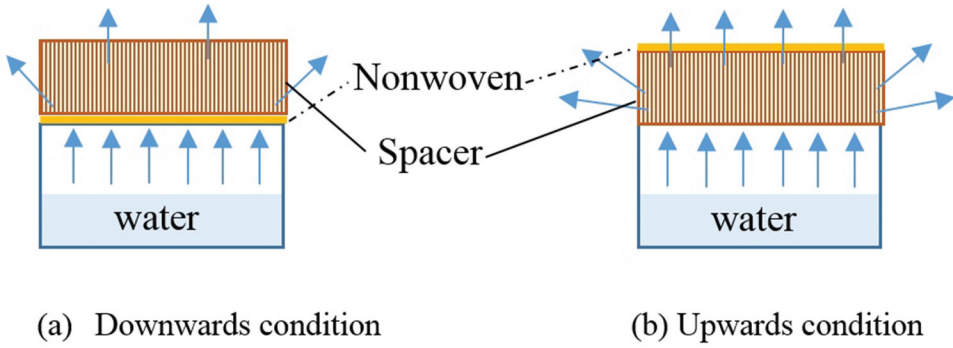 Nonwoven
Spacer
water
water
(a) Downwards condition
(b) Upwards condition